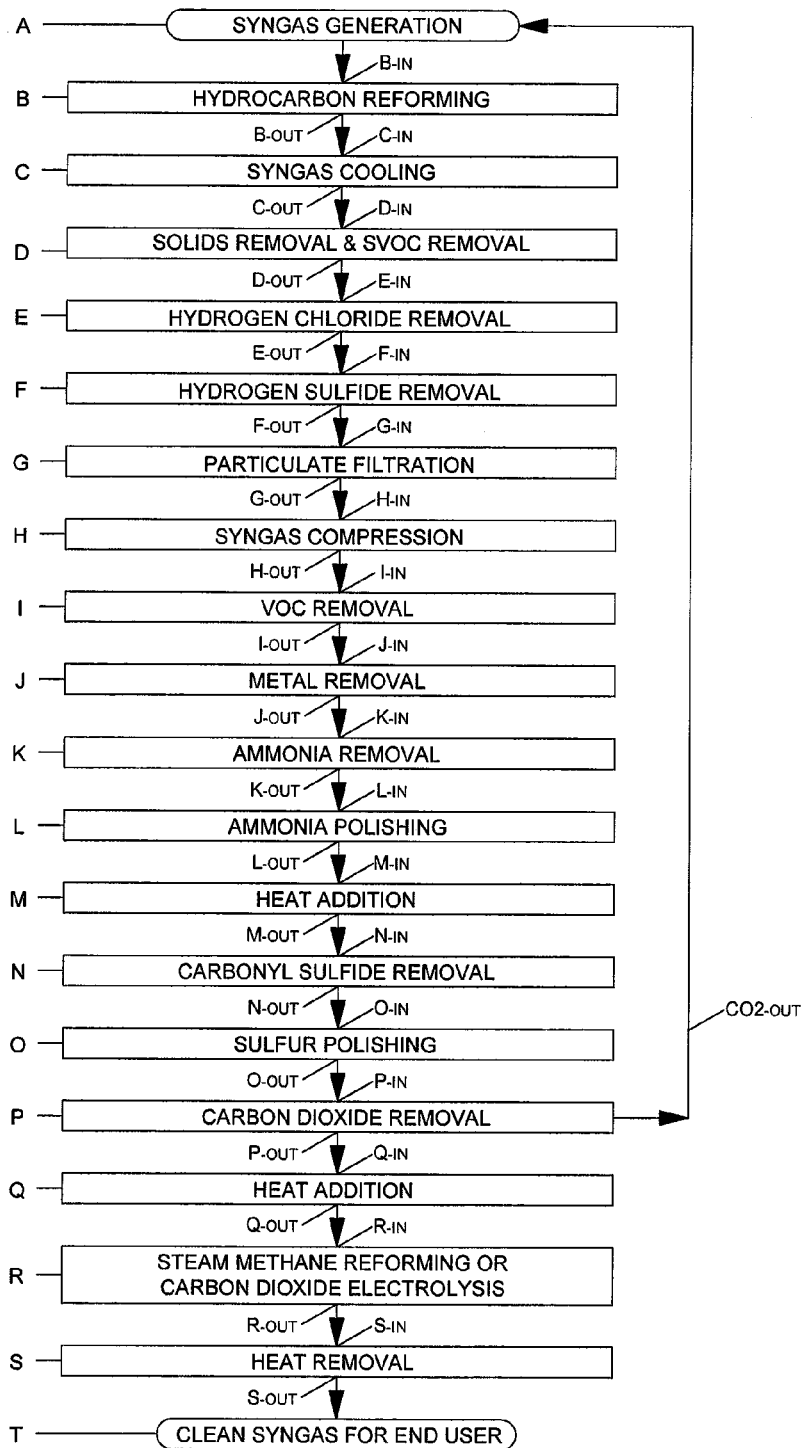 A SYNGAS GENERATION
B-IN
B HYDROCARBON REFORMING
B-OUT C-IN
C SYNGAS COOLING
C-OUT D-IN
D SOLIDS REMOVAL & SVOC REMOVAL
D-OUT E-IN
E HYDROGEN CHLORIDE REMOVAL
E-OUT F-IN
F HYDROGEN SULFIDE REMOVAL
F-OUT G-IN
G PARTICULATE FILTRATION
G-OUT H-IN
H SYNGAS COMPRESSION
H-OUT I-IN
I VOC REMOVAL
I-OUT J-IN
J METAL REMOVAL
J-OUT K-IN
K AMMONIA REMOVAL
K-OUT L-IN
L AMMONIA POLISHING
L-OUT M-IN
M HEAT ADDITION
M-OUT N-IN
N CARBONYL SULFIDE REMOVAL
N-OUT O-IN
CO2-OUT
O SULFUR POLISHING
O-OUT P-IN
P CARBON DIOXIDE REMOVAL
P-OUT Q-IN
Q HEAT ADDITION
Q-OUT R-IN
R STEAM METHANE REFORMING OR
CARBON DIOXIDE ELECTROLYSIS
R-OUT S-IN
S HEAT REMOVAL
S-OUT
T CLEAN SYNGAS FOR END USER